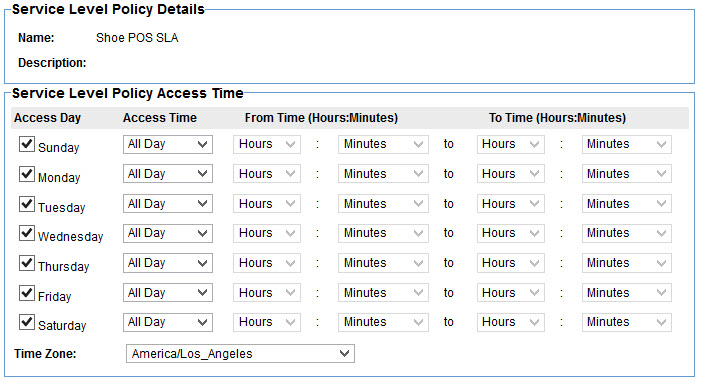 Service Level Policy Details
Name: Shoe POS SLA
Description:
Service Level Policy Access Time
Access Day Access Time From Time (Hours:Minutes) To Time (Hours:Minutes)
Sunday All Day Hours : Minutes to Hours : Minutes
Monday All Day Hours : Minutes to Hours : Minutes
Tuesday All Day Hours : Minutes to Hours : Minutes
Wednesday All Day Hours : Minutes to Hours : Minutes
Thursday All Day Hours : Minutes to Hours : Minutes
Friday All Day Hours : Minutes to Hours : Minutes
Saturday All Day Hours : Minutes to Hours : Minutes
Time Zone: America/Los_Angeles